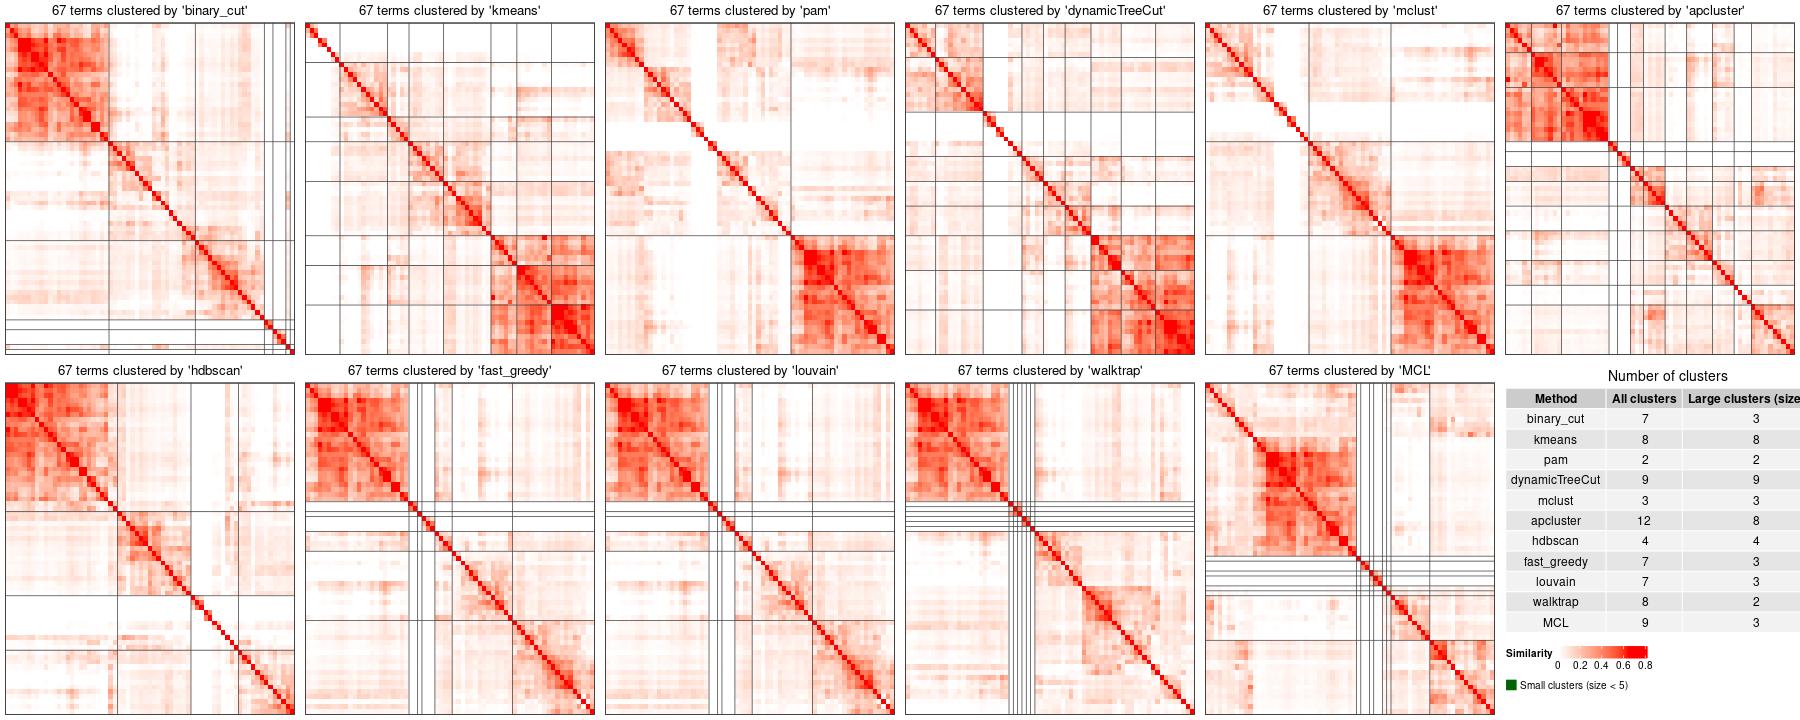 67 terms clustered by 'binary_cut'
67 terms clustered by 'kmeans'
67 terms clustered by 'pam'
67 terms clustered by 'dynamicTreeCut'
67 terms clustered by 'mclust'
67 terms clustered by 'apcluster'
67 terms clustered by 'hdbscan'
67 terms clustered by 'fast_greedy'
67 terms clustered by 'louvain'
67 terms clustered by 'walktrap'
67 terms clustered by 'MCL'
Number of clusters
Method All clusters Large clusters (size
binary_cut 7 3
kmeans 8 8
pam 2 2
dynamicTreeCut 9 9
mclust 3 3
apcluster 12 8
hdbscan 4 4
fast_greedy 7 3
louvain 7 3
walktrap 8 2
MCL 9 3
Similarity
0 0.2 0.4 0.6 0.8
Small clusters (size < 5)